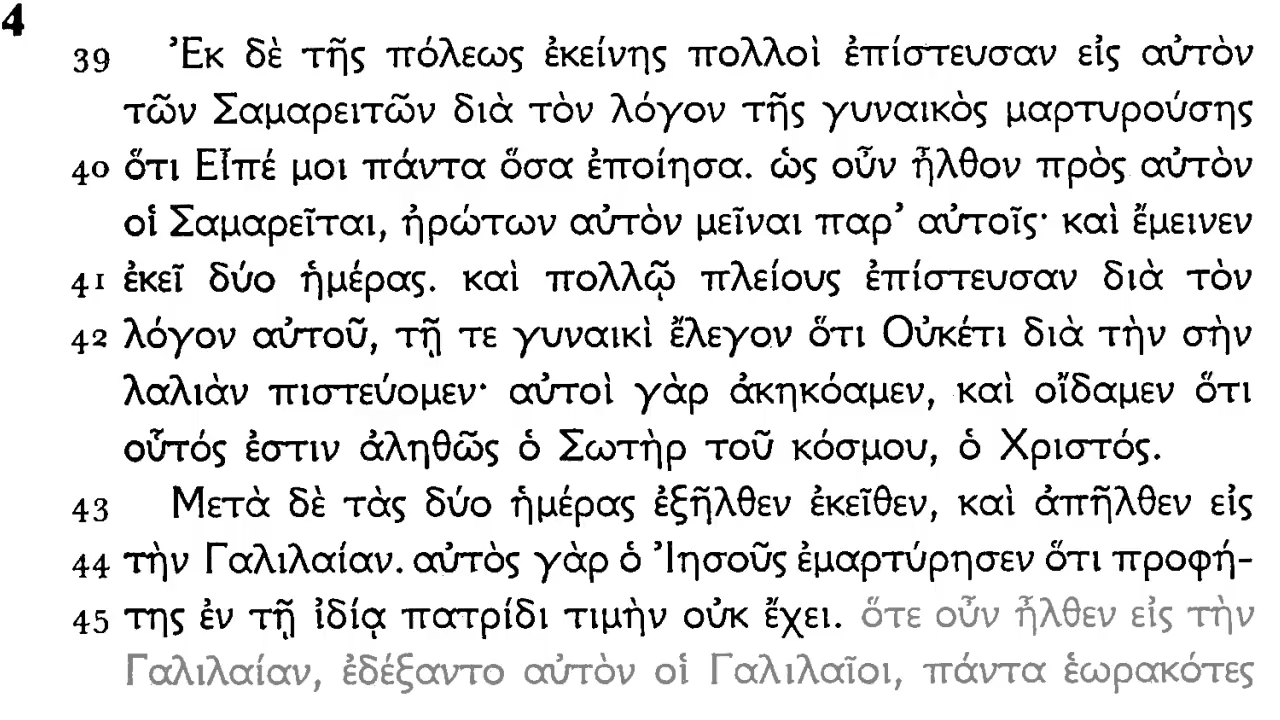 4
39 Ἐκ δὲ τῆς πόλεως ἐκείνης πολλοὶ ἐπίστευσαν εἰς αὐτὸν
τῶν Σαμαρειτῶν διὰ τὸν λόγον τῆς γυναικὸς μαρτυρούσης
40 ὅτι Εἶπέ μοι πάντα ὅσα ἐποίησα. ὡς οὖν ἦλθον πρὸς αὐτὸν
οἱ Σαμαρεῖται, ἠρώτων αὐτὸν μεῖναι παρ’ αὐτοῖς· καὶ ἔμεινεν
41 ἐκεῖ δύο ἡμέρας. καὶ πολλῷ πλείους ἐπίστευσαν διὰ τὸν
42 λόγον αὐτοῦ, τῇ τε γυναικὶ ἔλεγον ὅτι Οὐκέτι διὰ τὴν σὴν
λαλιὰν πιστεύομεν· αὐτοὶ γὰρ ἀκηκόαμεν, καὶ οἴδαμεν ὅτι
οὗτός ἐστιν ἀληθῶς ὁ Σωτὴρ τοῦ κόσμου, ὁ Χριστός.
43 Μετὰ δὲ τὰς δύο ἡμέρας ἐξῆλθεν ἐκεῖθεν, καὶ ἀπῆλθεν εἰς
44 τὴν Γαλιλαίαν. αὐτὸς γὰρ ὁ Ἰησοῦς ἐμαρτύρησεν ὅτι προφή-
45 της ἐν τῇ ἰδίᾳ πατρίδι τιμὴν οὐκ ἔχει. ὅτε οὖν ἦλθεν εἰς τὴν
Γαλιλαίαν, ἐδέξαντο αὐτὸν οἱ Γαλιλαῖοι, πάντα ἑωρακότες